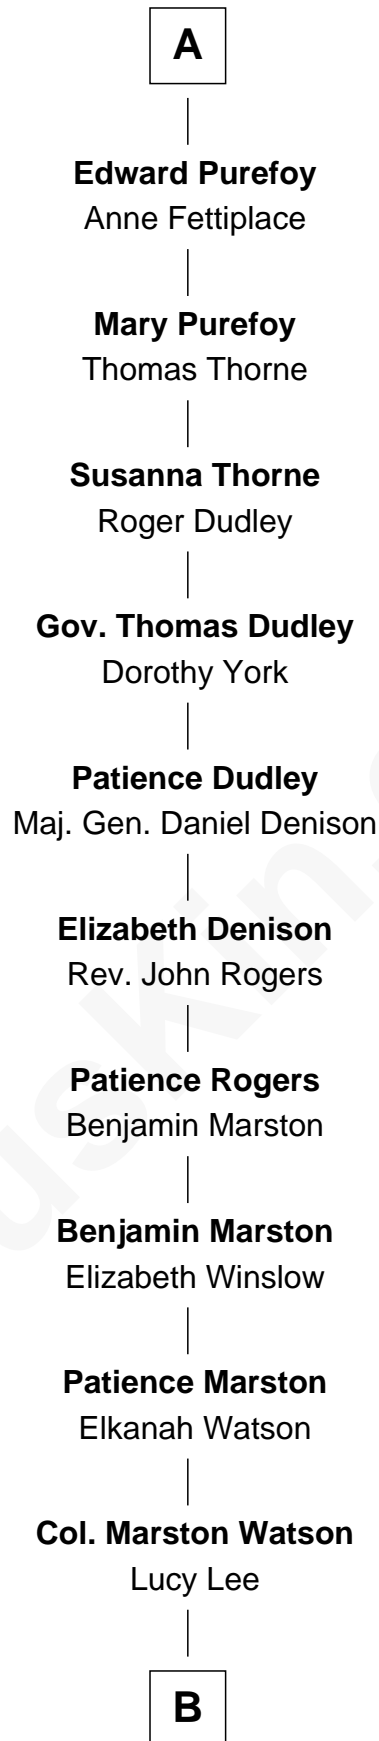 A
Edward Purefoy
Anne Fettiplace
Mary Purefoy
Thomas Thorne
Susanna Thorne
Roger Dudley
Gov. Thomas Dudley
Dorothy York
Patience Dudley
Maj. Gen. Daniel Denison
Elizabeth Denison
Rev. John Rogers
Patience Rogers
Benjamin Marston
Benjamin Marston
Elizabeth Winslow
Patience Marston
Elkanah Watson
Col. Marston Watson
Lucy Lee
B